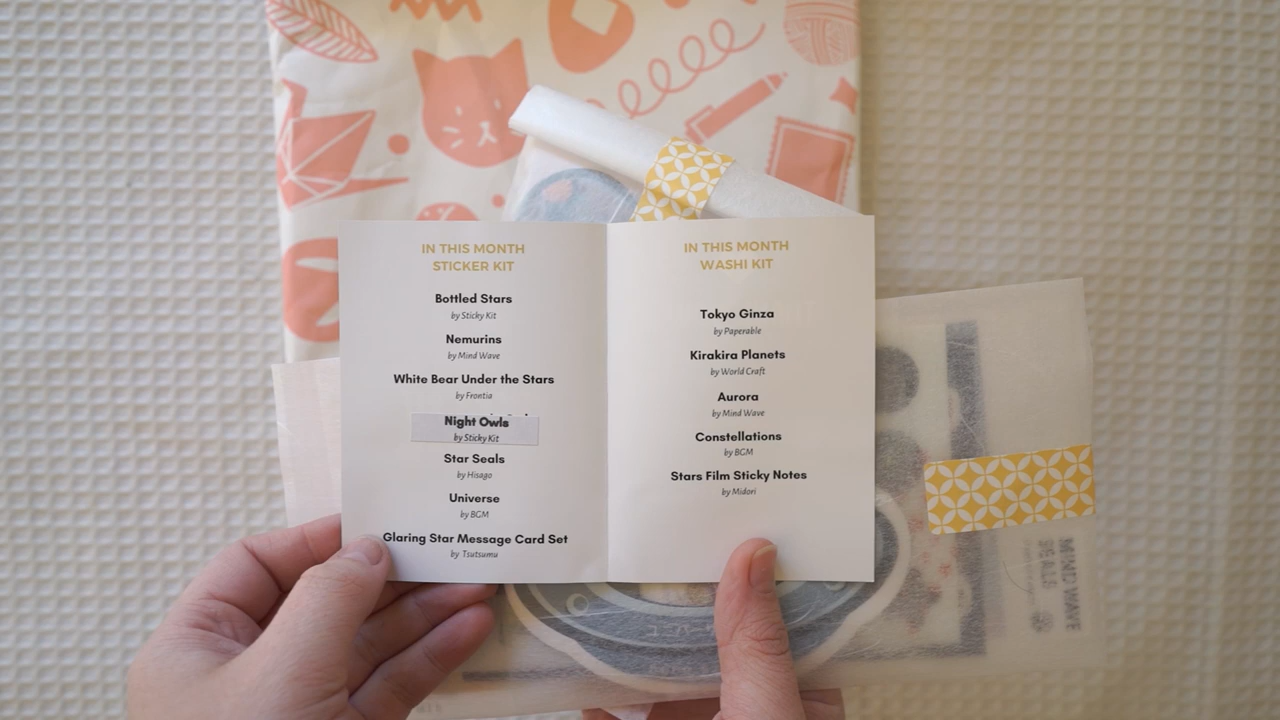 IN THIS MONTH
STICKER KIT
Bottled Stars
by Sticky Kit
Nemurins
by Mind Wave
White Bear Under the Stars
by Frontia
Night Owls
by Sticky Kit
Star Seals
by Hisago
Universe
by BGM
Glaring Star Message Card Set
by Tsutsumu
IN THIS MONTH
WASHI KIT
Tokyo Ginza
by Paperable
Kirakira Planets
by World Craft
Aurora
by Mind Wave
Constellations
by BGM
Stars Film Sticky Notes
by Midori
MIND WAVE
SEALS